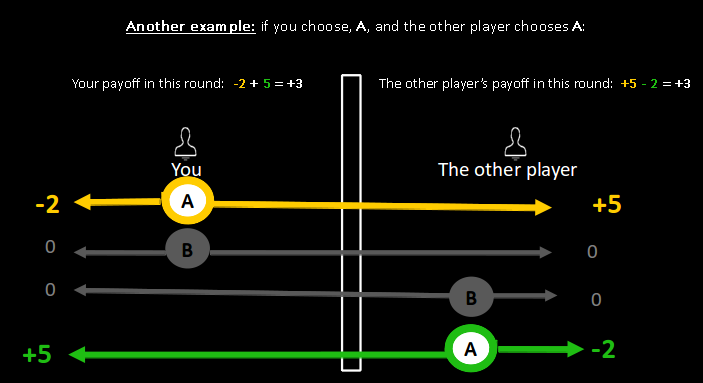 Another example: if you choose, A, and the other player chooses A:
Your payoff in this round: -2 + 5 = +3
The other player's payoff in this round: +5 - 2 = +3
You
The other player
-2 A +5
0 B 0
0 B 0
+5 A -2